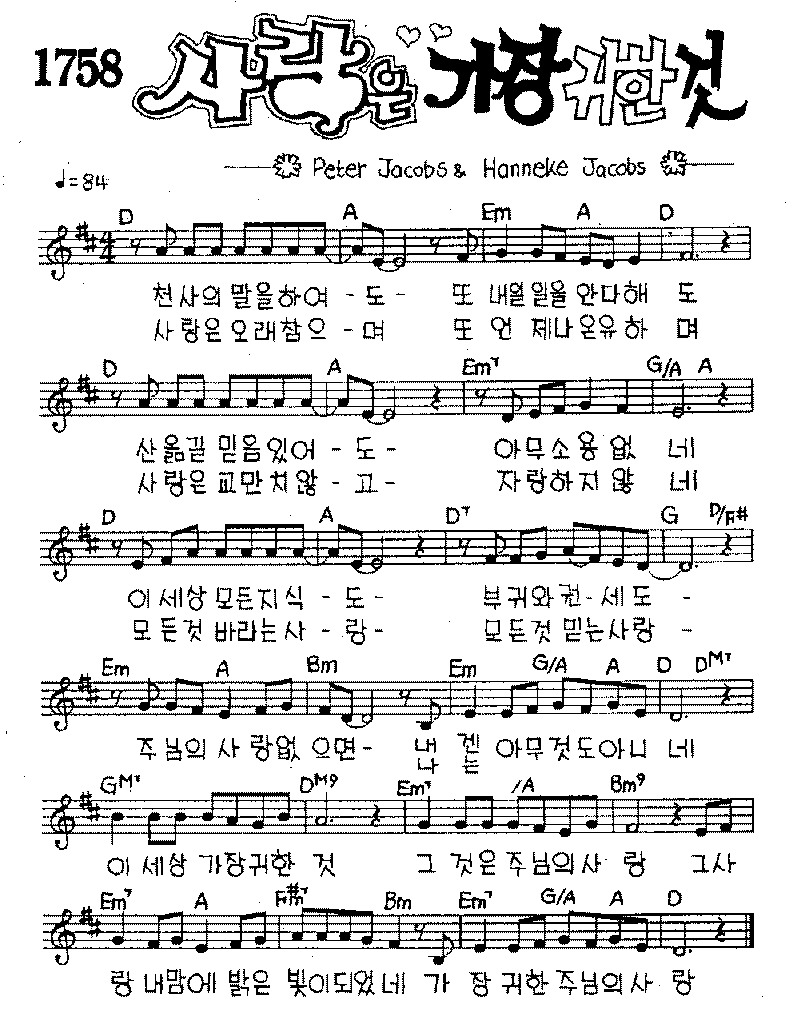 1758 사랑은 가장 귀한 것
Peter Jacobs & Hanneke Jacobs
♩=84
D A Em A D
천사의 말을하여 - 도 - 또 내일일을 안다해 도
사랑은 오래참으 - 며 또 언 제나온유하 며
D A Em7 G/A A
산옮길 믿음있어 - 도 - 아무소용없 네
사랑은 교만치않 - 고 - 자랑하지않 네
D A D7 G D/F#
이세상 모든지식 - 도 - 부귀와권-세도 -
모든것 바라는사 - 랑 - 모든것 믿는사랑 -
Em A Bm Em G/A A D DM7
주님의 사랑없 으면 - 내 겐 아무것도아니 네
나 는
GM7 DM9 Em7 /A Bm9
이 세상 가장귀한 것 그 것은주님의사 랑 그사
Em7 A F#m7 Bm Em7 G/A A D
랑 내맘에 밝은 빛이되었네 가 장 귀한주님의사 랑